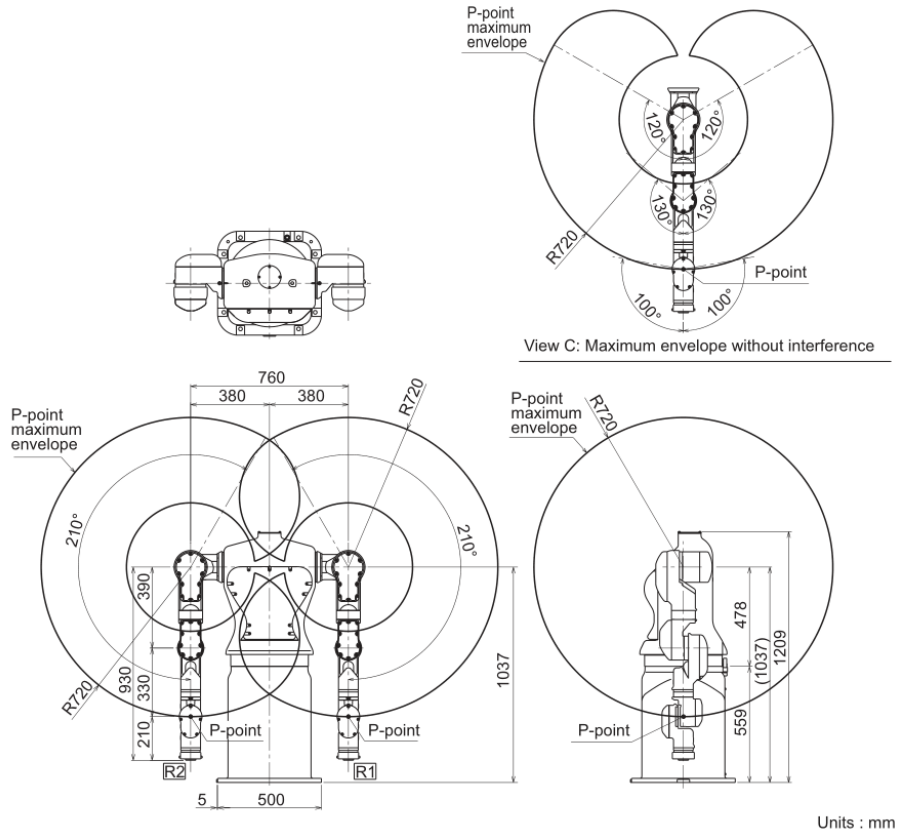 P-point
maximum
envelope
120°
120°
130°
130°
R720
P-point
100°
100°
View C: Maximum envelope without interference
760
380
380
R720
P-point
maximum
envelope
210°
210°
390
930
330
210
R720
1037
P-point
P-point
R2
R1
5
500
P-point
maximum
envelope
R720
478
(1037)
1209
559
P-point
Units : mm